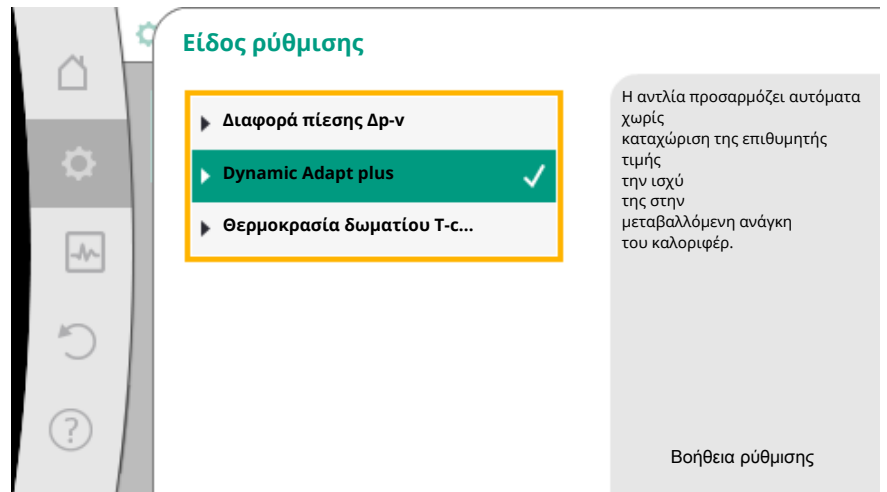 Είδος ρύθμισης
Διαφορά πίεσης Δp-v
Dynamic Adapt plus
Θερμοκρασία δωματίου T-c...
Η αντλία προσαρμόζει αυτόματα
χωρίς
καταχώριση της επιθυμητής
τιμής
την ισχύ
της στην
μεταβαλλόμενη ανάγκη
του καλοριφέρ.
Βοήθεια ρύθμισης